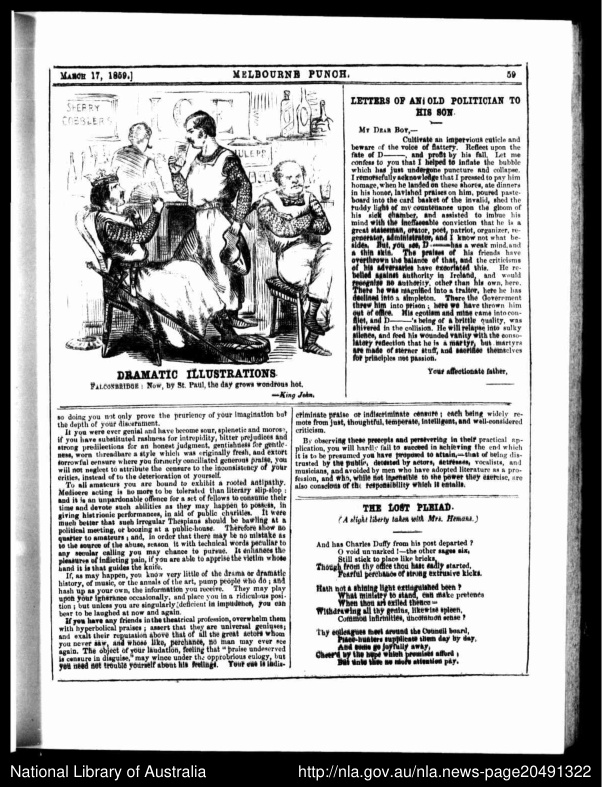 MARCH 17, 1859.] MELBOURNE PUNCH. 59
SHERRY
COBBLERS
DRAMATIC ILLUSTRATIONS.
FALCONBRIDGE: Now, by St. Paul, the day grows wondrous hot.
—King John.
LETTERS OF AN OLD POLITICIAN TO
HIS SON.
MY DEAR BOY,—
Cultivate an impervious cuticle and
beware of the voice of flattery. Reflect upon the
fate of D——, and profit by his fall. Let me
confess to you that I helped to inflate the bubble
which has just undergone puncture and collapse.
I remorsefully acknowledge that I pressed to pay him
homage, when he landed on these shores, ate dinners
in his honor, lavished praises on him, poured paste-
board into the card basket of the invalid, shed the
ruddy light of my countenance upon the gloom of
his sick chamber, and assisted to imbue his
mind with the ineffaceable conviction that he is a
great statesman, orator, poet, patriot, organizer, re-
generator, administrator, and I know not what be-
sides. But, you see, D——has a weak mind, and
a thin skin. The praises of his friends have
overthrown the balance of that, and the criticisms
of his adversaries have excoriated this. He re-
belled against authority in Ireland, and would
recognize no authority, other than his own, here.
There he was magnified into a traitor, here he has
declined into a simpleton. There the Government
threw him into prison; here we have thrown him
out of office. His egotism and mine came into con-
flict, and D——'s being of a brittle quality, was
shivered in the collision. He will relapse into sulky
silence, and feed his wounded vanity with the conso-
latory reflection that he is a martyr, but martyrs
are made of sterner stuff, and sacrifice themselves
for principles not passion.
Your affectionate father,
so doing you not only prove the pruriency of your imagination but
the depth of your discernment.
If you were ever genial and have become sour, splenetic and morose,
if you have substituted rashness for intrepidity, bitter prejudices and
strong predilections for an honest judgment, gentishness for gentle-
ness, worn threadbare a style which was originally fresh, and extort
sorrowful censure where you formerly conciliated generous praise, you
will not neglect to attribute the censure to the inconsistency of your
critics, instead of to the deterioration of yourself.
To all amateurs you are bound to exhibit a rooted antipathy.
Mediocre acting is no more to be tolerated than literary slip-slop;
and it is an unpardonable offence for a set of fellows to consume their
time and devote such abilities as they may happen to possess, in
giving histrionic performances, in aid of public charities. It were
much better that such irregular Thespians should be bawling at a
political meeting, or boozing at a public-house. Therefore show no
quarter to amateurs; and, in order that there may be no mistake as
to the source of the abuse, season it with technical words peculiar to
any secular calling you may chance to pursue. It enhances the
pleasures of inflicting pain, if you are able to apprise the victim whose
hand it is that guides the knife.
If, as may happen, you know very little of the drama or dramatic
history, of music, or the annals of the art, pump people who do; and
hash up as your own, the information you receive. They may play
upon your ignorance occasionally, and place you in a ridiculous posi-
tion; but unless you are singularly deficient in impudence, you can
bear to be laughed at now and again.
If you have any friends in the theatrical profession, overwhelm them
with hyperbolical praises; assert that they are universal geniuses;
and exalt their reputation above that of all the great actors whom
you never saw, and whose like, perchance, no man may ever see
again. The object of your laudation, feeling that "praise undeserved
is censure in disguise," may wince under the opprobrious eulogy, but
you need not trouble yourself about his feelings. Your cue is indis-
criminate praise or indiscriminate censure; each being widely re-
mote from just, thoughtful, temperate, intelligent, and well-considered
criticism.
By observing these precepts and persevering in their practical ap-
plication, you will hardly fail to succeed in achieving the end which
it is to be presumed you have proposed to attain,—that of being dis-
trusted by the public, detested by actors, actresses, vocalists, and
musicians, and avoided by men who have adopted literature as a pro-
fession, and who, while not insensible to the power they exercise, are
also conscious of the responsibility which it entails.
THE LOST PLEIAD.
(A slight liberty taken with Mrs. Hemans.)
And has Charles Duffy from his post departed?
O void unmarked!—the other sages six,
Still stick to place like bricks,
Though from thy office thou hast sadly started,
Fearful perchance of strong extrusive kicks.
Hath not a shining light extinguished been?
What ministry to stand, can make pretence
When thou art exiled thence—
Withdrawing all thy genius, likewise spleen,
Common infirmities, uncommon sense?
Thy colleagues meet around the Council board,
Place-hunters supplicate them day by day,
And some go joyfully away,
Cheer'd by the hope which promises afford;
But unto thee no more attention pay.
National Library of Australia http://nla.gov.au/nla.news-page20491322